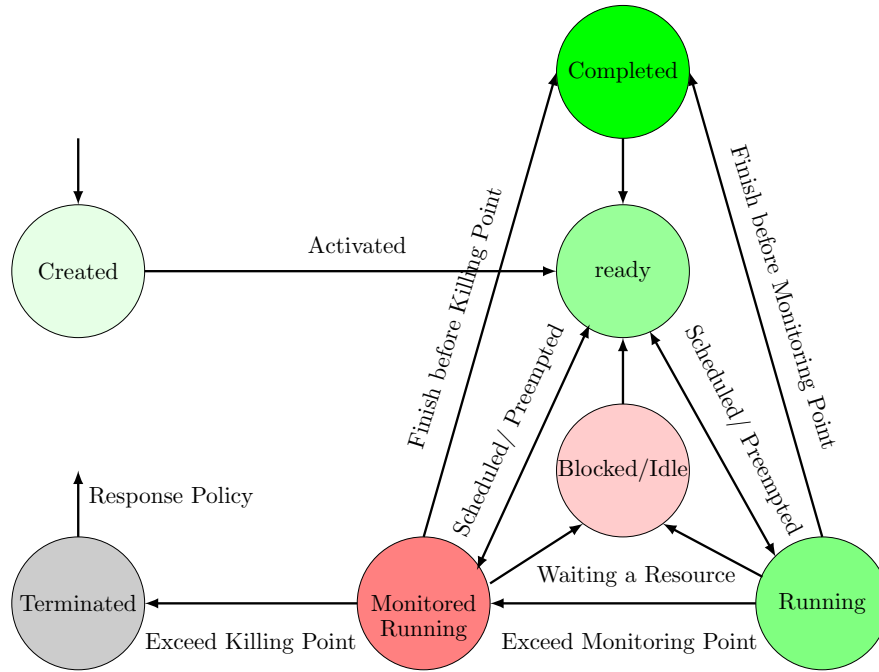 Completed
Finish before Killing Point
Finish before Monitoring Point
Activated
Created
ready
Scheduled/ Preempted
Scheduled/ Preempted
Blocked/Idle
Response Policy
Waiting a Resource
Terminated
Monitored
Running
Running
Exceed Killing Point
Exceed Monitoring Point